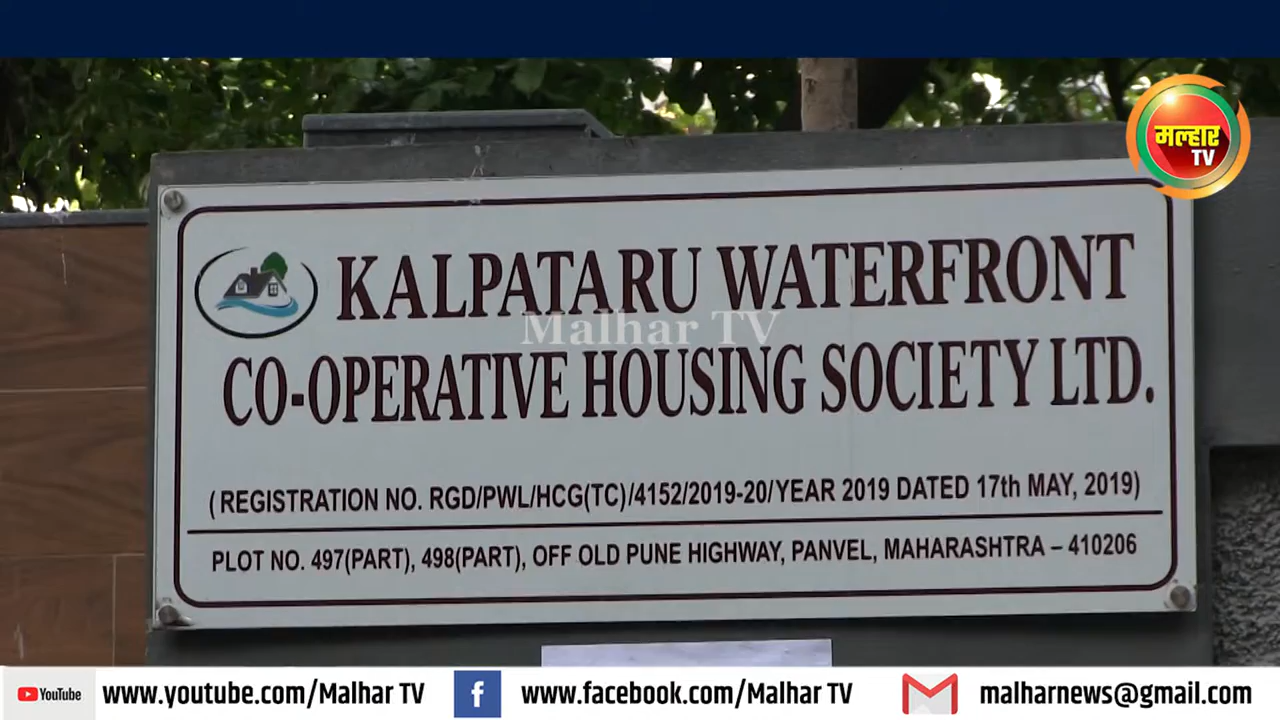 मल्हार
TV
KALPATARU WATERFRONT
Malhar TV
CO-OPERATIVE HOUSING SOCIETY LTD.
( REGISTRATION NO. RGD/PWL/HCG(TC)/4152/2019-20/YEAR 2019 DATED 17th MAY, 2019)
PLOT NO. 497(PART), 498(PART), OFF OLD PUNE HIGHWAY, PANVEL, MAHARASHTRA – 410206
YouTube www.youtube.com/Malhar TV www.facebook.com/Malhar TV malharnews@gmail.com